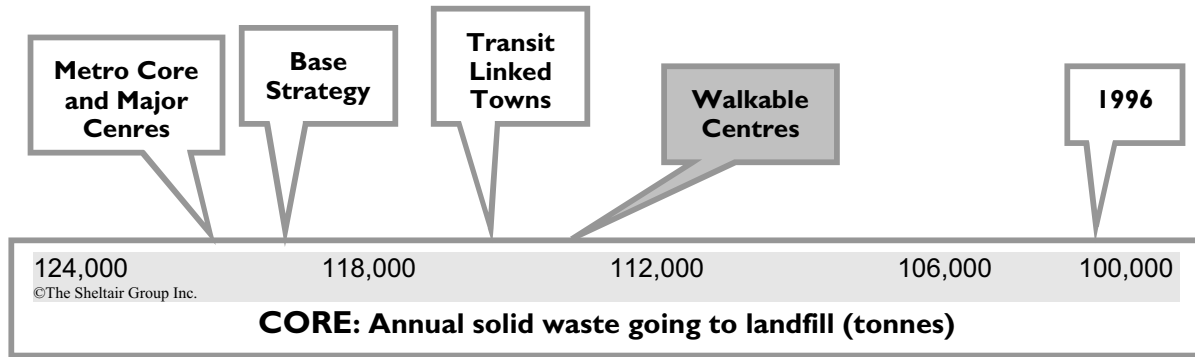 Metro Core
and Major
Cenres
Base
Strategy
Transit
Linked
Towns
Walkable
Centres
1996
124,000 118,000 112,000 106,000 100,000
©The Sheltair Group Inc.
CORE: Annual solid waste going to landfill (tonnes)